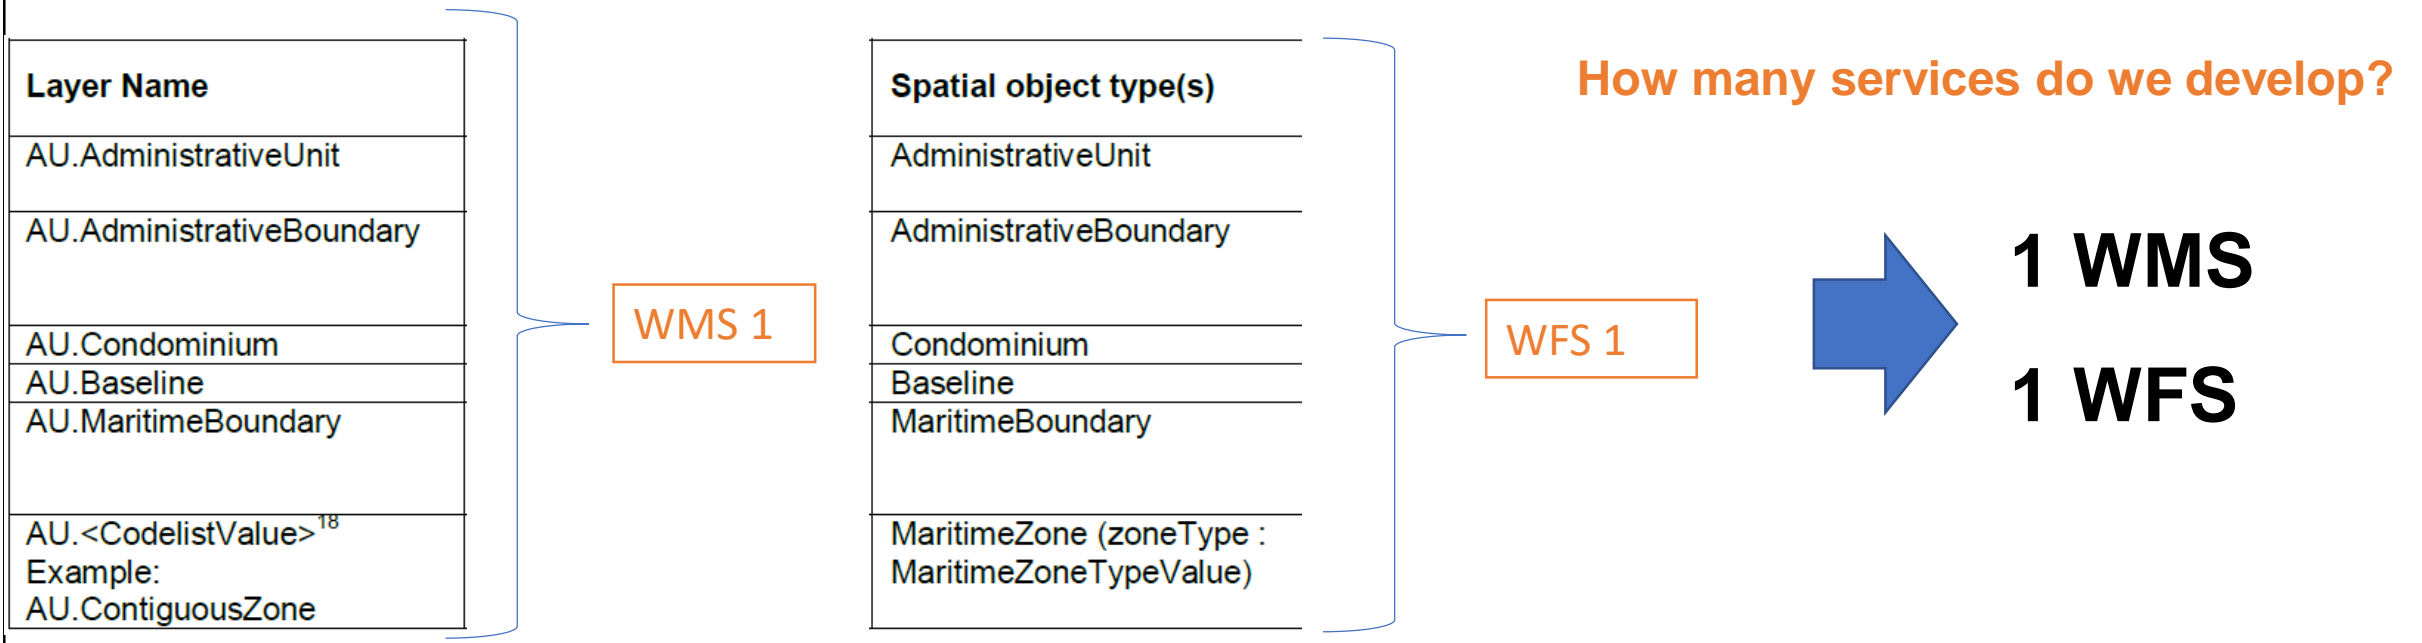 Layer Name
AU.AdministrativeUnit
AU.AdministrativeBoundary
AU.Condominium
AU.Baseline
AU.MaritimeBoundary
AU.<CodelistValue>18
Example:
AU.ContiguousZone
WMS 1
Spatial object type(s)
AdministrativeUnit
AdministrativeBoundary
Condominium
Baseline
MaritimeBoundary
MaritimeZone (zoneType :
MaritimeZoneTypeValue)
WFS 1
How many services do we develop?
1 WMS
1 WFS